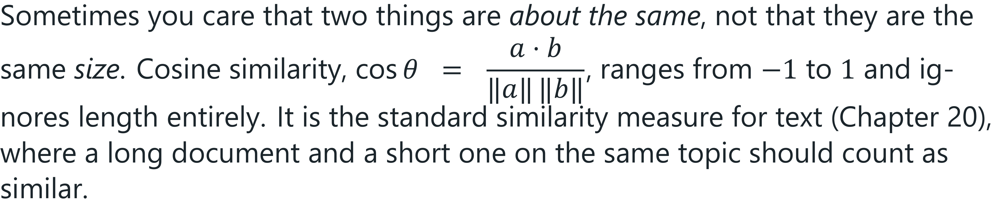 Sometimes you care that two things are about the same, not that they are the
same size. Cosine similarity, cos θ = a · b / ‖a‖ ‖b‖, ranges from −1 to 1 and ig-
nores length entirely. It is the standard similarity measure for text (Chapter 20),
where a long document and a short one on the same topic should count as
similar.